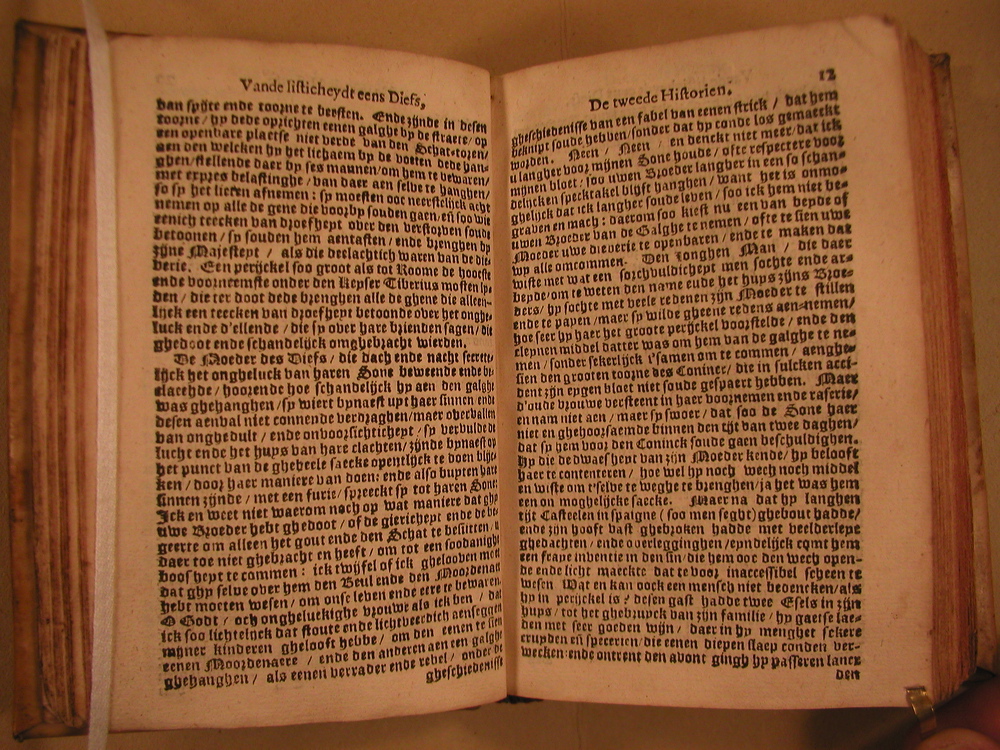 Vande listicheydt eens Diefs,
van spijte ende toorne te beesten. Ende zijnde in desen
toorne / hy dede oprichten eenen galghe by de straete / op
een openbare plaetse niet verde van den Schat-toren /
aen den welcken hy het lichaem by de voeten dede han-
ghen / stellende daer by ses mannen / om hem te bewaren /
met expres belastinghe / van daer aen selve te hanghen /
so sy het lieten afnemen : sy moesten ooc neerstelijck acht
nemen op alle de gene die voorby souden gaen / eñ soo wie
eenich teecken van droefheyt over den verstorven soude
betoonen / sy souden hem aentasten / ende brenghen by
zijne Majesteyt / als die deelachtich waren van de die-
verie. Een perijckel soo groot als tot Roome de hooste
ende voorneemste onder den Keyser Tiberius mosten ly-
den / die ter doot dede brenghen alle de ghene die alleen-
lijck een teecken van droefheyt betoonde over het onghe-
luck ende d'ellende / die sy over hare vrienden sagen / die
ghedoot ende schandelijck omghebracht wierden.
De Moeder des Diefs / die dach ende nacht secrete-
lijck het ongheluck van haren Sone beweende ende be-
claechde / hoorende hoe schandelijck hy aen den galghe
was ghehanghen / sy wiert bynaest uyt haer sinnen ende
desen aenval niet connende verdraghen / maer overvallen
van onghedult / ende onvoorsichticheyt / sy vervulde de
lucht ende het huys van hare clachten / zijnde bynaest op
het punct van de gheheele saecke opentlijck te doen blijc-
ken / door haer maniere van doen: ende also buyten hare
sinnen zijnde / met een furie / spreeckt sy tot haren Sone:
Ick en weet niet waerom noch op wat maniere dat ghy
uwe Broeder hebt ghedoot / of de giericheyt ende de be-
geerte om alleen het gout ende den Schat te besitten / u
daer toe niet ghebracht en heeft / om tot een soodanighe
boosheyt te commen : ick twijfel of ick ghelooven moet
dat ghy selve over hem den Beul ende den Moordenaer
hebt moeten wesen / om onse leven ende eere te bewaren.
O Godt / och ongheluckighe vrouwe als ick ben / dat
ick soo lichtelijck dat stoute ende lichtveerdich aenseggen
mijner kinderen ghelooft hebbe / om den eenen te sien
eenen Moordenaere / ende den anderen aen een galghe
ghehanghen / als eenen verrader ende rebel / onder de
gheschiedenisse
De tweede Historien.
12
gheschiedenisse van een fabel van eenen strick / dat hem
beknipt soude hebben / sonder dat hy conde los gemaeckt
worden. Neen / Neen / en denckt niet meer / dat ick
u langher voor mijnen Sone houde / ofte respectere voor
mijnen bloet: soo uwen Broeder langher in een so schan-
delijcken specktakel blijft hanghen / want het is onmo-
ghelijck dat ick langher soude leven / soo ick hem niet be-
graven en mach : daerom soo kiest nu een van beyde of
uwen Broeder van de Galghe te nemen / ofte te sien uwe
Moeder uwe dieverie te openbaren / ende te maken dat
wy alle omcommen. Den Jonghen Man / die daer
wiste met wat een sorchvuldicheyt men sochte ende ar-
beyde / om te weten den name ende het huys zijns Broe-
ders / hy sochte met veele redenen zijn Moeder te stillen
ende te payen / maer sy wilde gheene redens aen-nemen /
hoe seer hy haer het groote perijckel voorstelde / ende den
cleynen middel datter was om hem van de galghe te ne-
men / sonder sekerlijck t'samen om te commen / aenghe-
sien den grooten toorne des Coninc / die in sulcken acci-
dent zijn eygen bloet niet soude gespaert hebben. Maer
d'oude vrouwe versteent in haer voornemen ende raserie /
en nam niet aen / maer sy swoer / dat soo de Sone haer
niet en ghehoorsaemde binnen den tijt van twee daghen /
dat sy hem voor den Coninck soude gaen beschuldighen.
Hy die de dwaesheyt van zijn Moeder kende / hy belooft
haer te contenteren / hoe wel hy noch wech noch middel
en wiste om t'selve te weghe te brenghen / ja het was hem
een onmoghelijcke saecke. Maer na dat hy langhen
tijt Casteelen in Spaigne (soo men seght) ghebout hadde /
ende zijn hooft vast ghebroken hadde met veelderleye
ghedachten / ende overlegginghen / eyndelijck comt hem
een fraye inventie in den sin / die hem ooc den wech open-
de ende licht maeckte dat te voor inaccessibel scheen te
wesen Wat en kan oock een mensch niet bedencken / als
hy in perijckel is ? desen gast hadde twee Esels in zijn
huys / tot het ghebruyck van zijn familie / hy gaetse lae-
den met seer goeden wijn / daer in hy menghet sekere
cruyden eñ specerien / die eenen diepen slaep conden ver-
wecken: ende ontrent den avont gingh hy passeren lancx
den